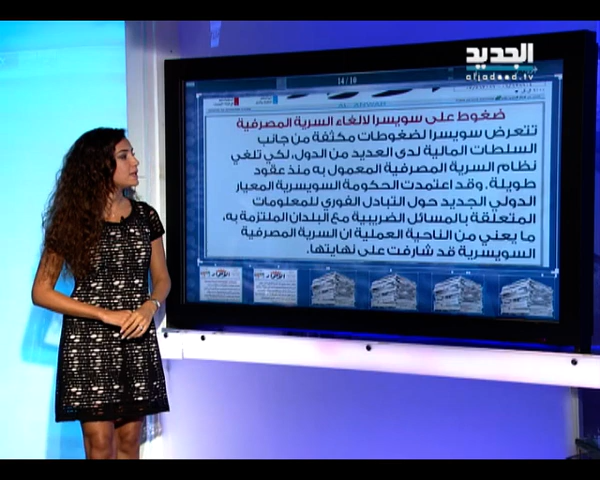 الجديد
aljadeed.tv
14/10
ضغوط على سويسرا لالغاء السرية المصرفية
تتعرض سويسرا لضغوطات مكثفة من جانب
السلطات المالية لدى العديد من الدول، لكي تلغي
نظام السرية المصرفية المعمول به منذ عقود
طويلة. وقد اعتمدت الحكومة السويسرية المعيار
الدولي الجديد حول التبادل الفوري للمعلومات
المتعلقة بالمسائل الضريبية مع البلدان الملتزمة به،
ما يعني من الناحية العملية ان السرية المصرفية
السويسرية قد شارفت على نهايتها.